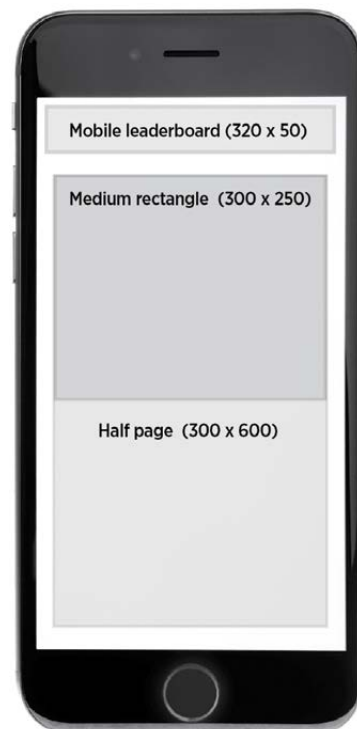 Mobile leaderboard (320 x 50)
Medium rectangle (300 x 250)
Half page (300 x 600)